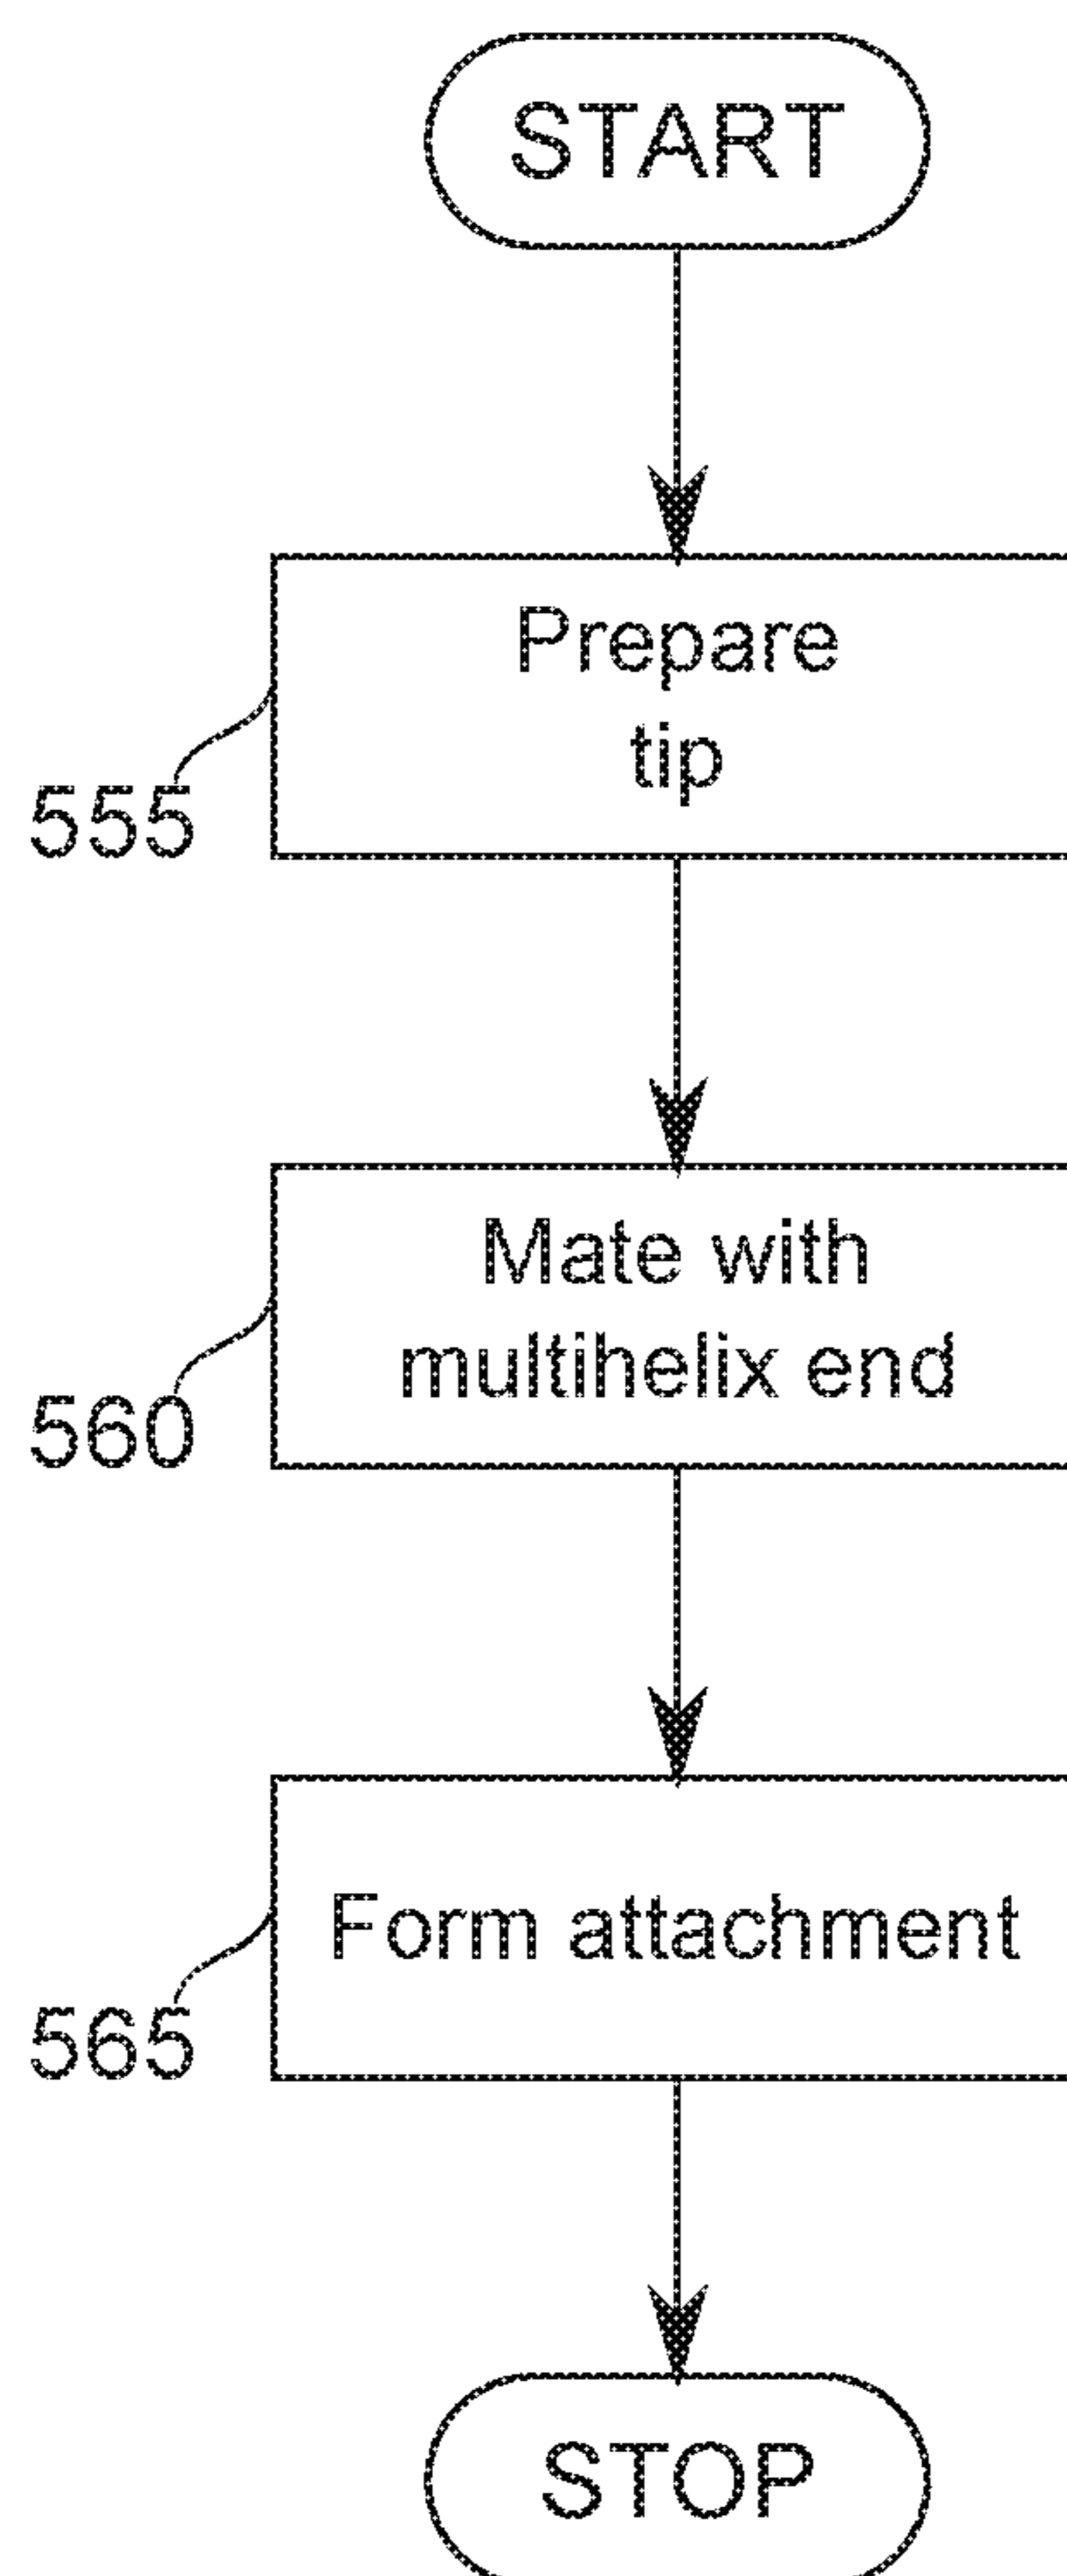 START
Prepare
tip
555
Mate with
multihelix end
560
Form attachment
565
STOP